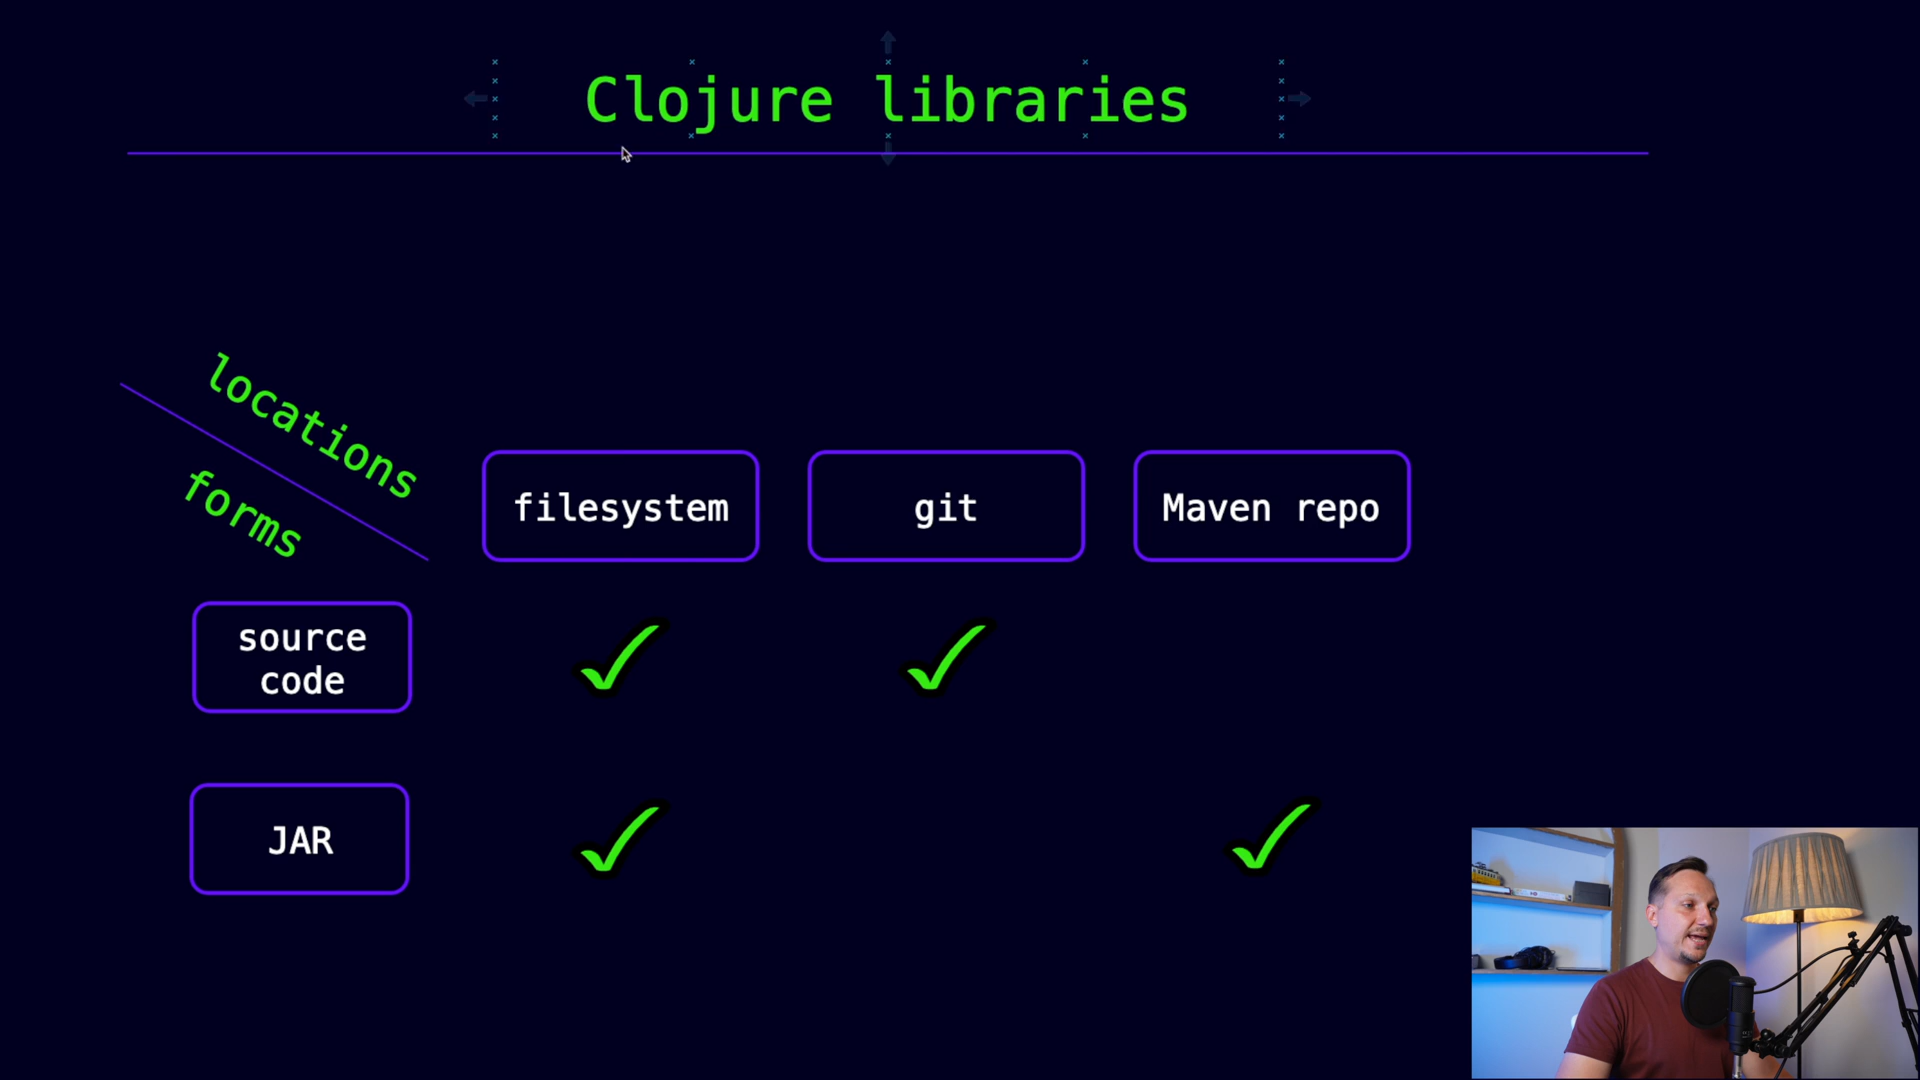 Clojure libraries
locations
forms
filesystem
git
Maven repo
source
code
JAR